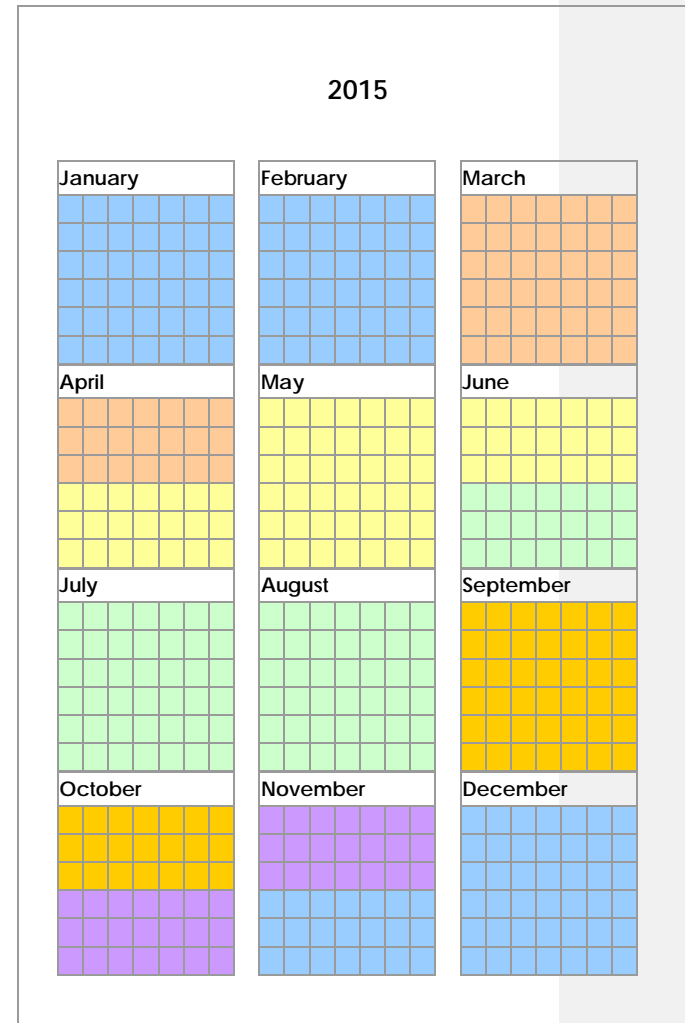 2015
January February March
April May June
July August September
October November December